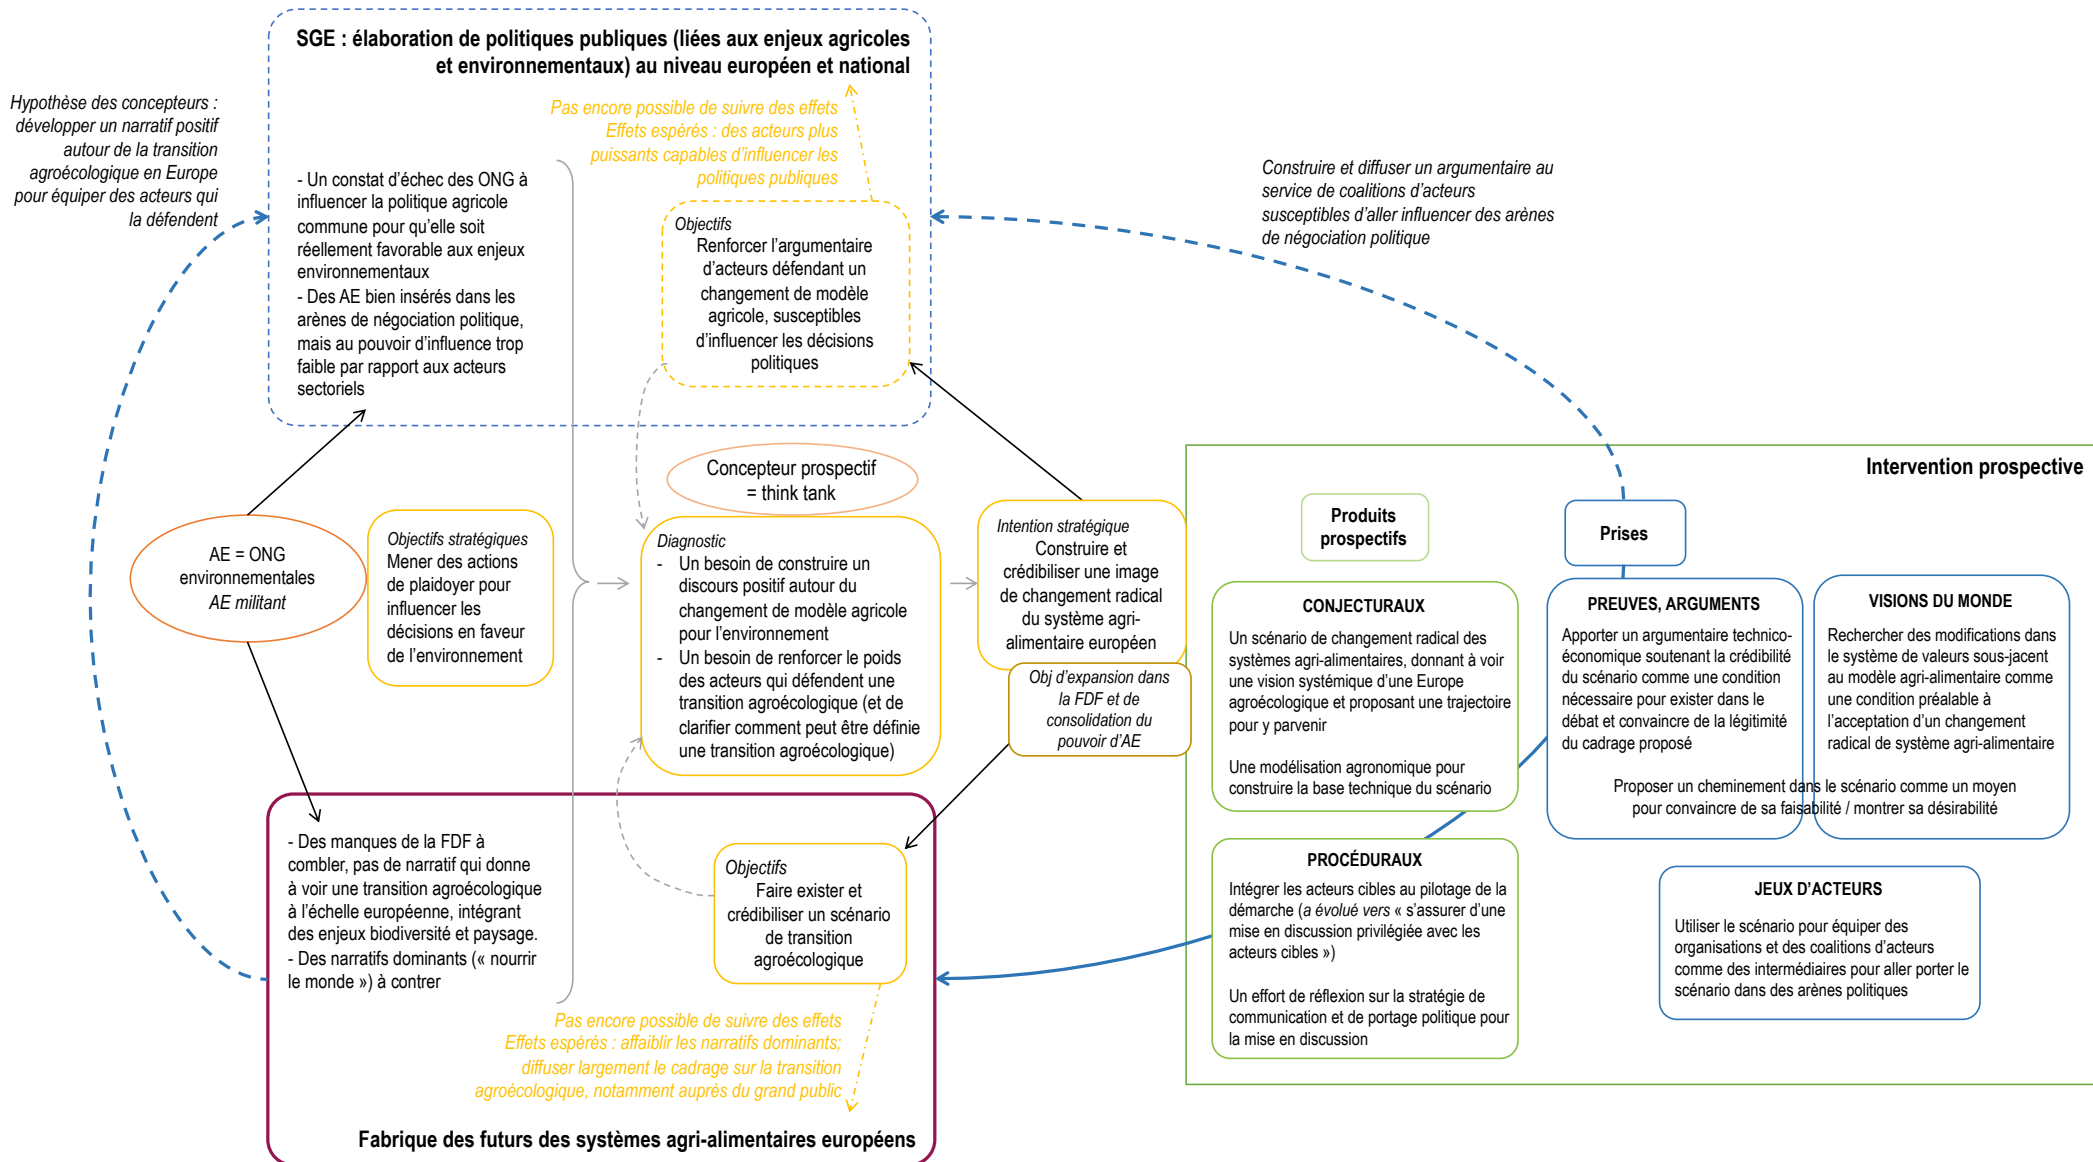 SGE : élaboration de politiques publiques (liées aux enjeux agricoles
et environnementaux) au niveau européen et national
Hypothèse des concepteurs :
développer un narratif positif
autour de la transition
agroécologique en Europe
pour équiper des acteurs qui
la défendent
Pas encore possible de suivre des effets
Effets espérés : des acteurs plus
puissants capables d’influencer les
politiques publiques
- Un constat d’échec des ONG à
influencer la politique agricole
commune pour qu’elle soit
réellement favorable aux enjeux
environnementaux
- Des AE bien insérés dans les
arènes de négociation politique,
mais au pouvoir d’influence trop
faible par rapport aux acteurs
sectoriels
Objectifs
Renforcer l’argumentaire
d’acteurs défendant un
changement de modèle
agricole, susceptibles
d’influencer les décisions
politiques
Construire et diffuser un argumentaire au
service de coalitions d’acteurs
susceptibles d’aller influencer des arènes
de négociation politique
AE = ONG
environnementales
AE militant
Objectifs stratégiques
Mener des actions
de plaidoyer pour
influencer les
décisions en faveur
de l’environnement
Concepteur prospectif
= think tank
Diagnostic
- Un besoin de construire un
discours positif autour du
changement de modèle agricole
pour l’environnement
- Un besoin de renforcer le poids
des acteurs qui défendent une
transition agroécologique (et de
clarifier comment peut être définie
une transition agroécologique)
Intention stratégique
Construire et
crédibiliser une image
de changement radical
du système agri-
alimentaire européen
Obj d’expansion dans
la FDF et de
consolidation du
pouvoir d’AE
- Des manques de la FDF à
combler, pas de narratif qui donne
à voir une transition agroécologique
à l’échelle européenne, intégrant
des enjeux biodiversité et paysage.
- Des narratifs dominants (« nourrir
le monde ») à contrer
Objectifs
Faire exister et
crédibiliser un scénario
de transition
agroécologique
Pas encore possible de suivre des effets
Effets espérés : affaiblir les narratifs dominants;
diffuser largement le cadrage sur la transition
agroécologique, notamment auprès du grand public
Fabrique des futurs des systèmes agri-alimentaires européens
Intervention prospective
Produits
prospectifs
Prises
CONJECTURAUX
Un scénario de changement radical des
systèmes agri-alimentaires, donnant à voir
une vision systémique d’une Europe
agroécologique et proposant une trajectoire
pour y parvenir
Une modélisation agronomique pour
construire la base technique du scénario
PROCÉDURAUX
Intégrer les acteurs cibles au pilotage de la
démarche (a évolué vers « s’assurer d’une
mise en discussion privilégiée avec les
acteurs cibles »)
Un effort de réflexion sur la stratégie de
communication et de portage politique pour
la mise en discussion
PREUVES, ARGUMENTS
Apporter un argumentaire technico-
économique soutenant la crédibilité
du scénario comme une condition
nécessaire pour exister dans le
débat et convaincre de la légitimité
du cadrage proposé
VISIONS DU MONDE
Rechercher des modifications dans
le système de valeurs sous-jacent
au modèle agri-alimentaire comme
une condition préalable à
l’acceptation d’un changement
radical de système agri-alimentaire
Proposer un cheminement dans le scénario comme un moyen
pour convaincre de sa faisabilité / montrer sa désirabilité
JEUX D’ACTEURS
Utiliser le scénario pour équiper des
organisations et des coalitions d’acteurs
comme des intermédiaires pour aller porter le
scénario dans des arènes politiques